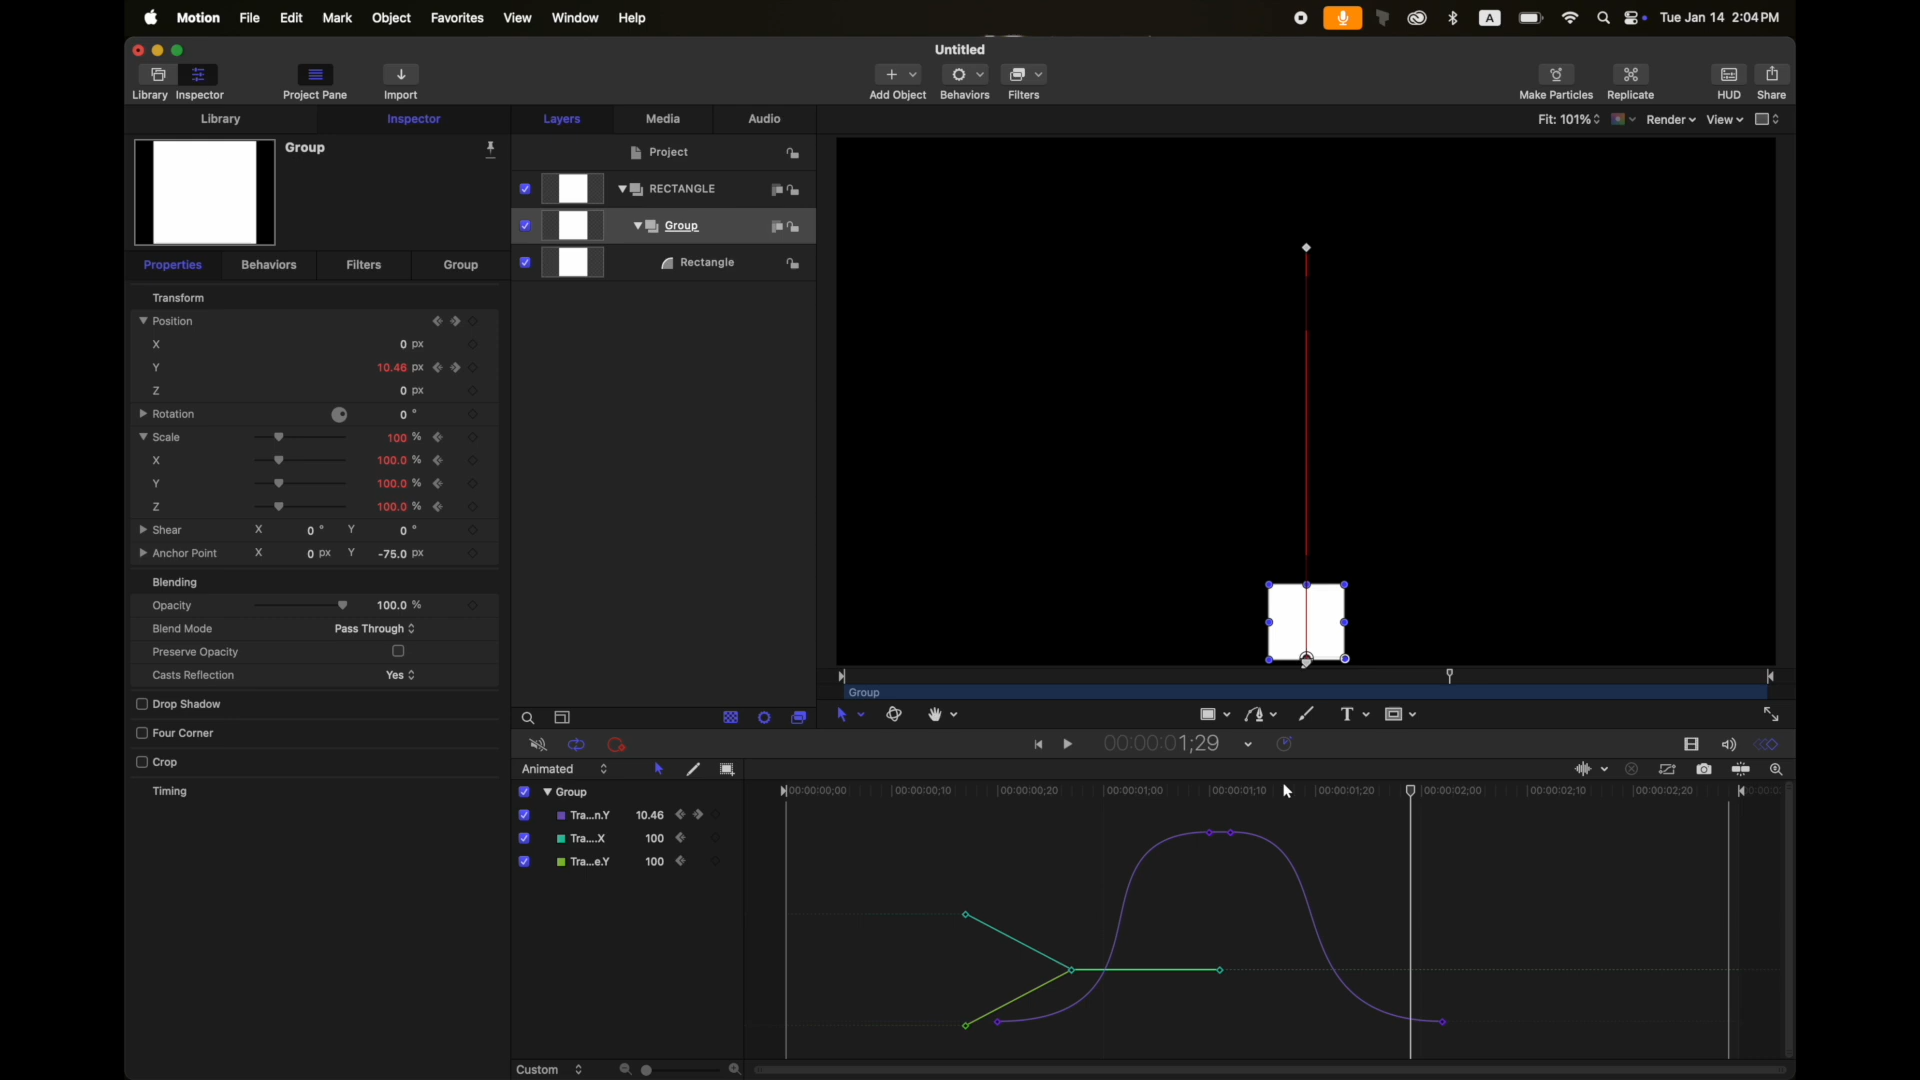 Motion File Edit Mark Object Favorites View Window Help
A
Tue Jan 14 2:04 PM
Untitled
Library Inspector Project Pane Import
Add Object Behaviors Filters
Make Particles Replicate HUD Share
Library Inspector
Layers Media Audio
Fit: 101% Render View
Group
Project
RECTANGLE
Group
Rectangle
Properties Behaviors Filters Group
Transform
Position
X 0 px
Y 10.46 px
Z 0 px
Rotation 0 °
Scale 100 %
X 100.0 %
Y 100.0 %
Z 100.0 %
Shear X 0 ° Y 0 °
Anchor Point X 0 px Y -75.0 px
Blending
Opacity 100.0 %
Blend Mode Pass Through
Preserve Opacity
Casts Reflection Yes
Drop Shadow
Four Corner
Crop
Timing
Group
T
00:00:01;29
Animated
00:00:00;00 00:00:00;10 00:00:00;20 00:00:01;00 00:00:01;10 00:00:01;20 00:00:02;00 00:00:02;10 00:00:02;20
Group
Tra...n.Y 10.46
Tra....X 100
Tra...e.Y 100
Custom